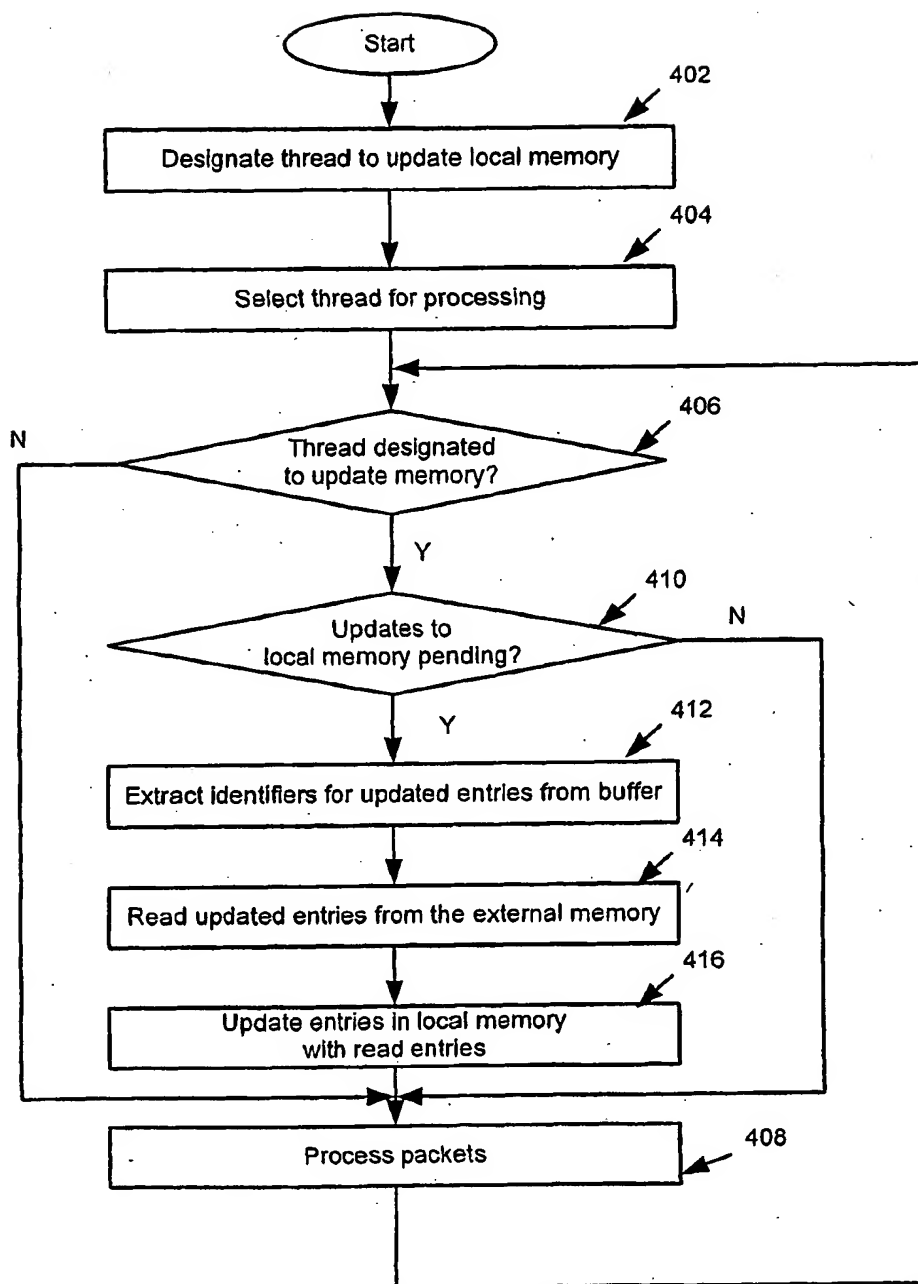 Start
402
Designate thread to update local memory
404
Select thread for processing
406
N
Thread designated
to update memory?
Y
410
N
Updates to
local memory pending?
Y
412
Extract identifiers for updated entries from buffer
414
Read updated entries from the external memory
416
Update entries in local memory
with read entries
408
Process packets